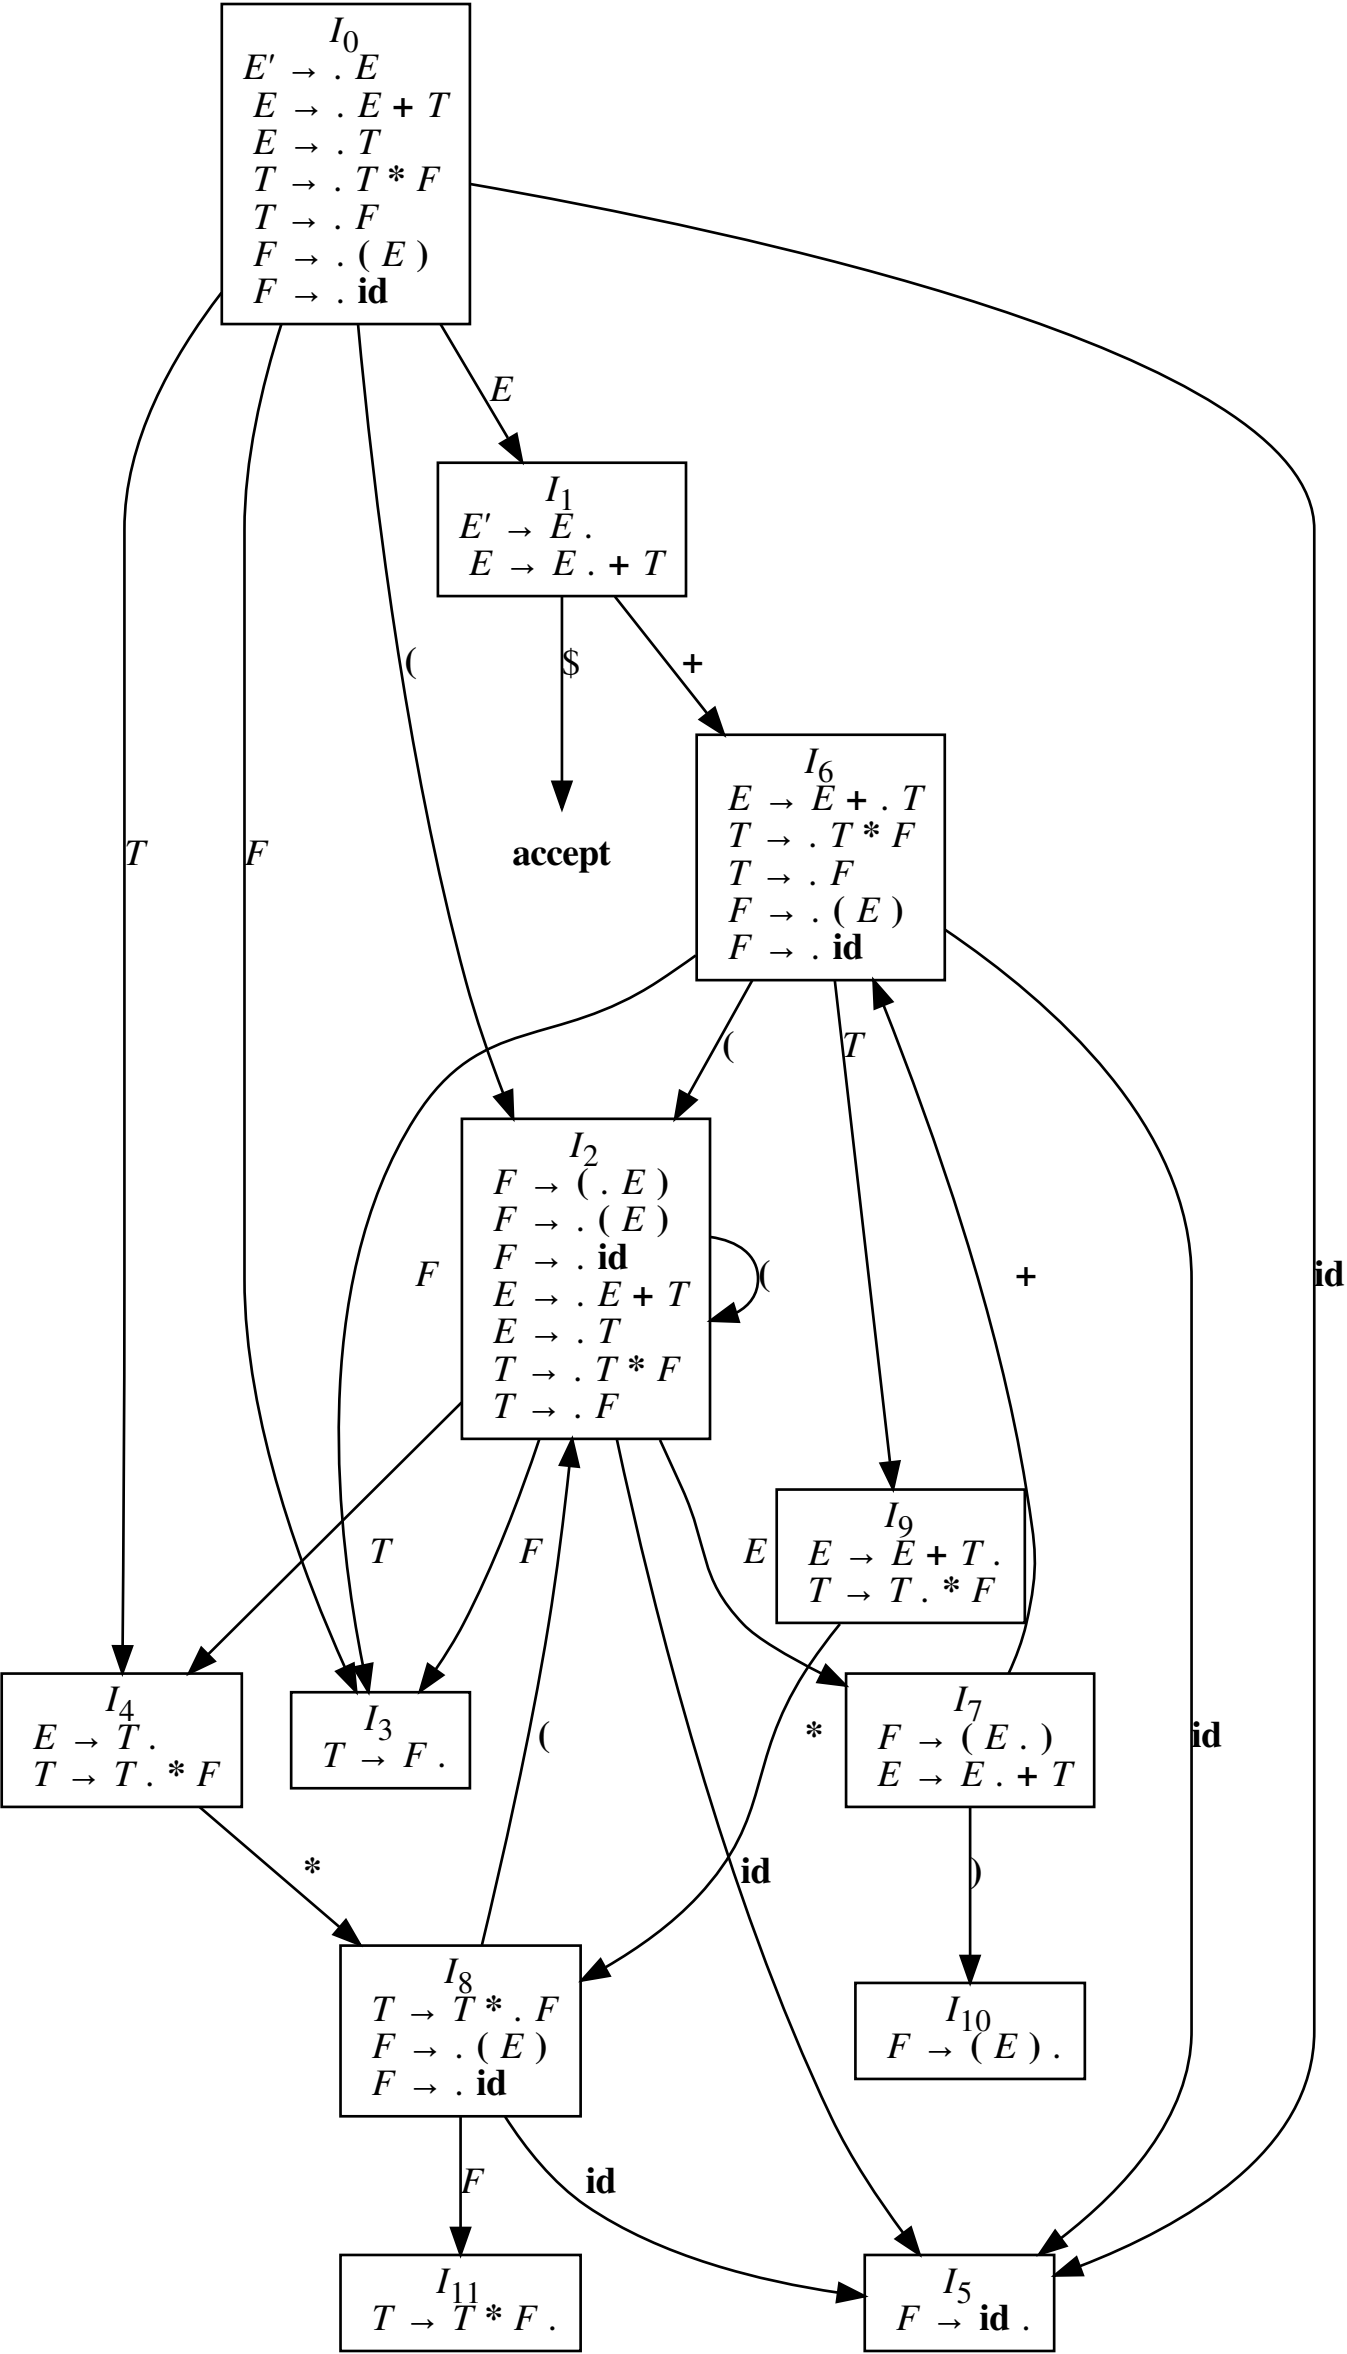 I0
E′ → . E
E → . E + T
E → . T
T → . T * F
T → . F
F → . ( E )
F → . id
E
I1
E′ → E .
E → E . + T
(
$
+
I6
E → E + . T
T → . T * F
T → . F
F → . ( E )
F → . id
T
F
accept
(
T
I2
F → ( . E )
F → . ( E )
F → . id
E → . E + T
E → . T
T → . T * F
T → . F
F
(
+
id
T
F
E
I9
E → E + T .
T → T . * F
I4
E → T .
T → T . * F
I3
T → F .
(
*
I7
F → ( E . )
E → E . + T
id
*
id
)
I8
T → T * . F
F → . ( E )
F → . id
I10
F → ( E ) .
F
id
I11
T → T * F .
I5
F → id .